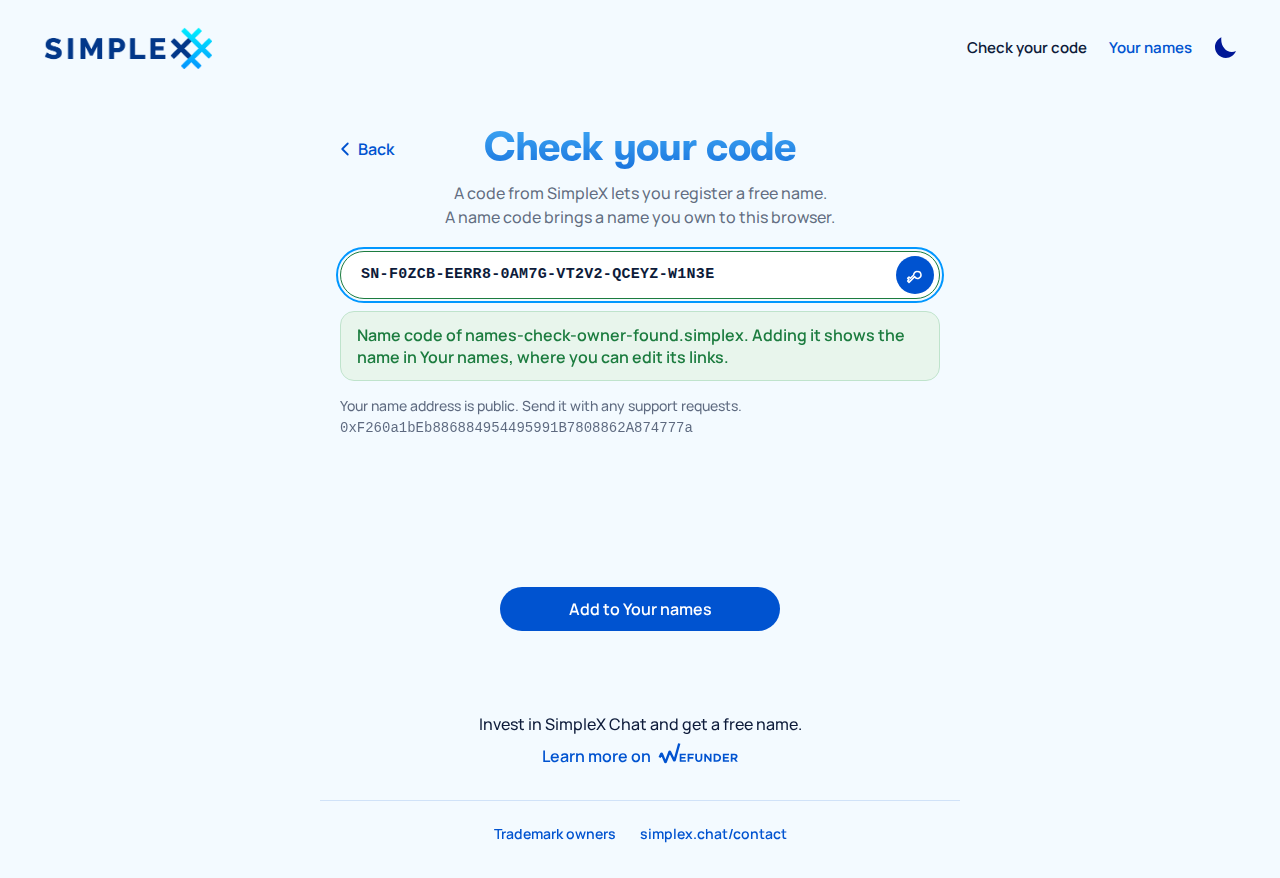 SIMPLEX
Check your code
Your names
Back
Check your code
A code from SimpleX lets you register a free name.
A name code brings a name you own to this browser.
SN-F0ZCB-EERR8-0AM7G-VT2V2-QCEYZ-W1N3E
Name code of names-check-owner-found.simplex. Adding it shows the
name in Your names, where you can edit its links.
Your name address is public. Send it with any support requests.
0xF260a1bEb886884954495991B7808862A874777a
Add to Your names
Invest in SimpleX Chat and get a free name.
Learn more on WEFUNDER
Trademark owners
simplex.chat/contact